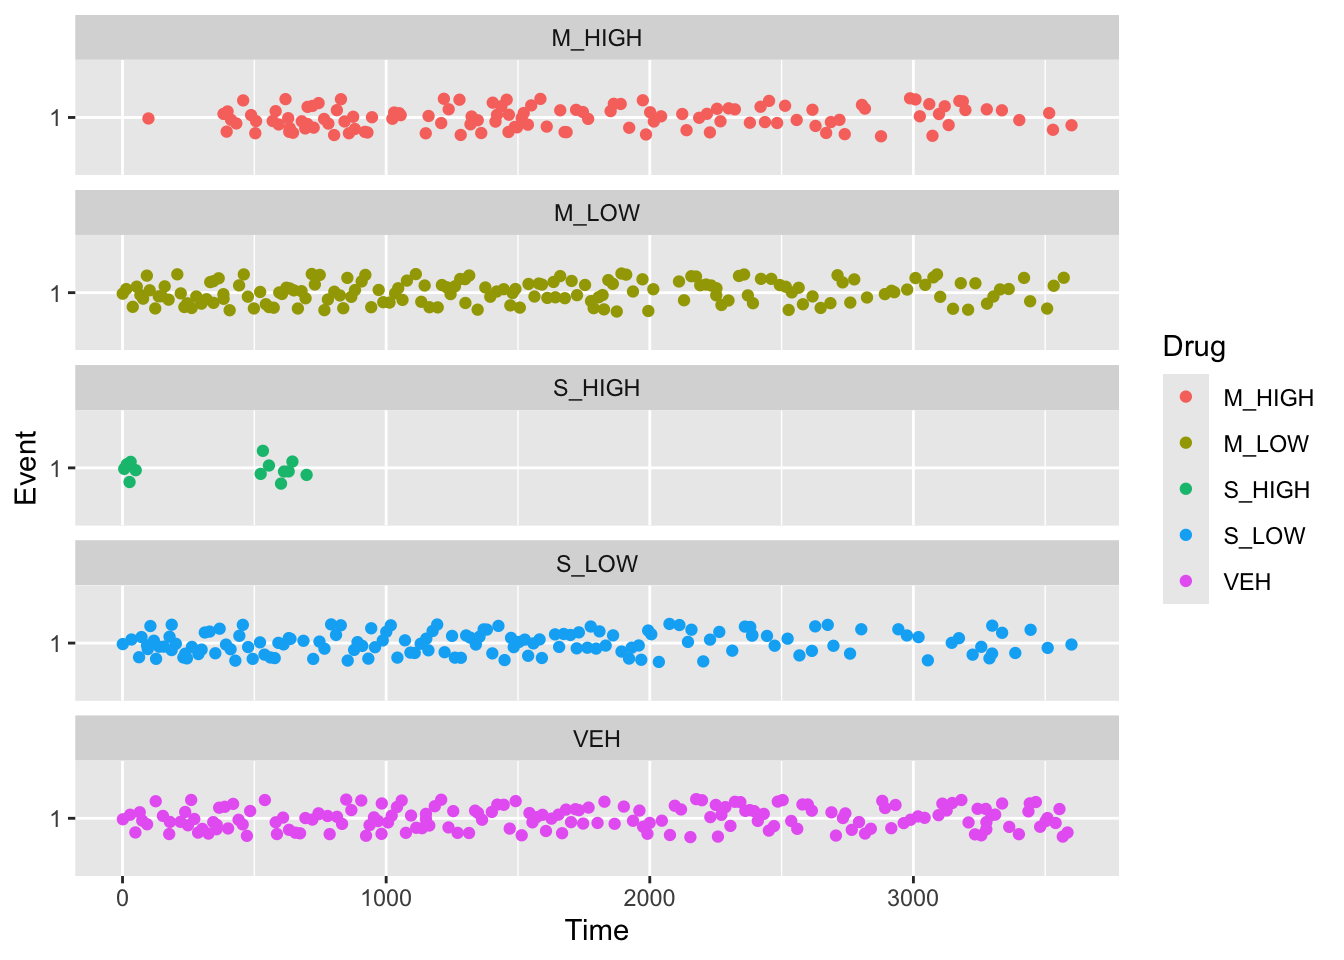 M_HIGH
1
M_LOW
1
S_HIGH
1
S_LOW
1
VEH
1
0 1000 2000 3000
Time
Event
Drug
M_HIGH
M_LOW
S_HIGH
S_LOW
VEH